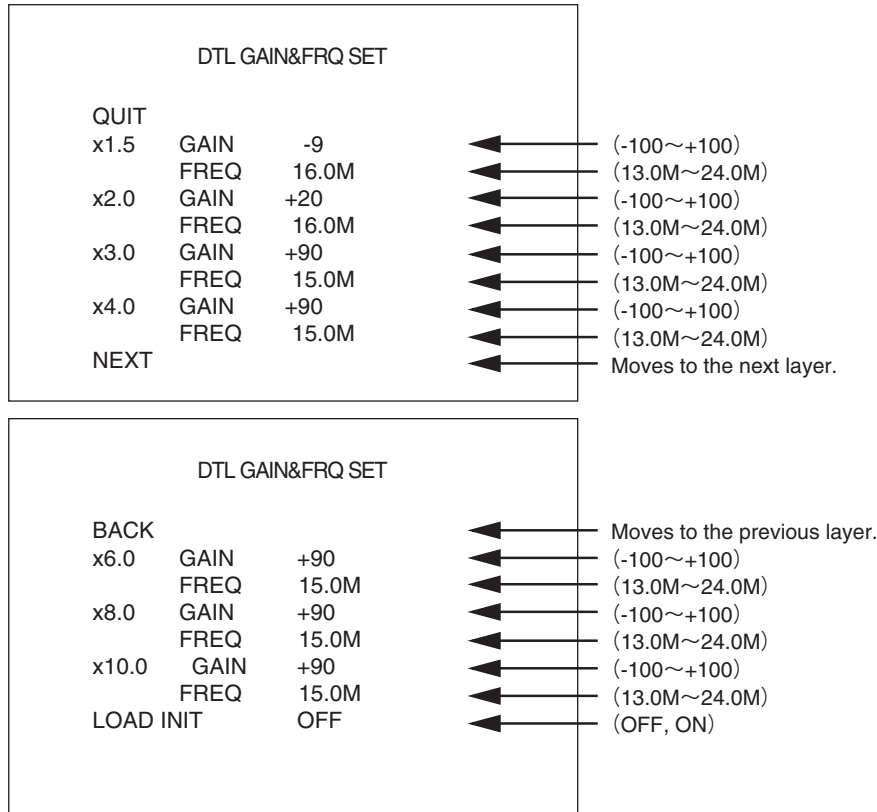 DTL GAIN&FRQ SET
QUIT
x1.5 GAIN -9 (-100～+100)
FREQ 16.0M (13.0M～24.0M)
x2.0 GAIN +20 (-100～+100)
FREQ 16.0M (13.0M～24.0M)
x3.0 GAIN +90 (-100～+100)
FREQ 15.0M (13.0M～24.0M)
x4.0 GAIN +90 (-100～+100)
FREQ 15.0M (13.0M～24.0M)
NEXT Moves to the next layer.
DTL GAIN&FRQ SET
BACK Moves to the previous layer.
x6.0 GAIN +90 (-100～+100)
FREQ 15.0M (13.0M～24.0M)
x8.0 GAIN +90 (-100～+100)
FREQ 15.0M (13.0M～24.0M)
x10.0 GAIN +90 (-100～+100)
FREQ 15.0M (13.0M～24.0M)
LOAD INIT OFF (OFF, ON)